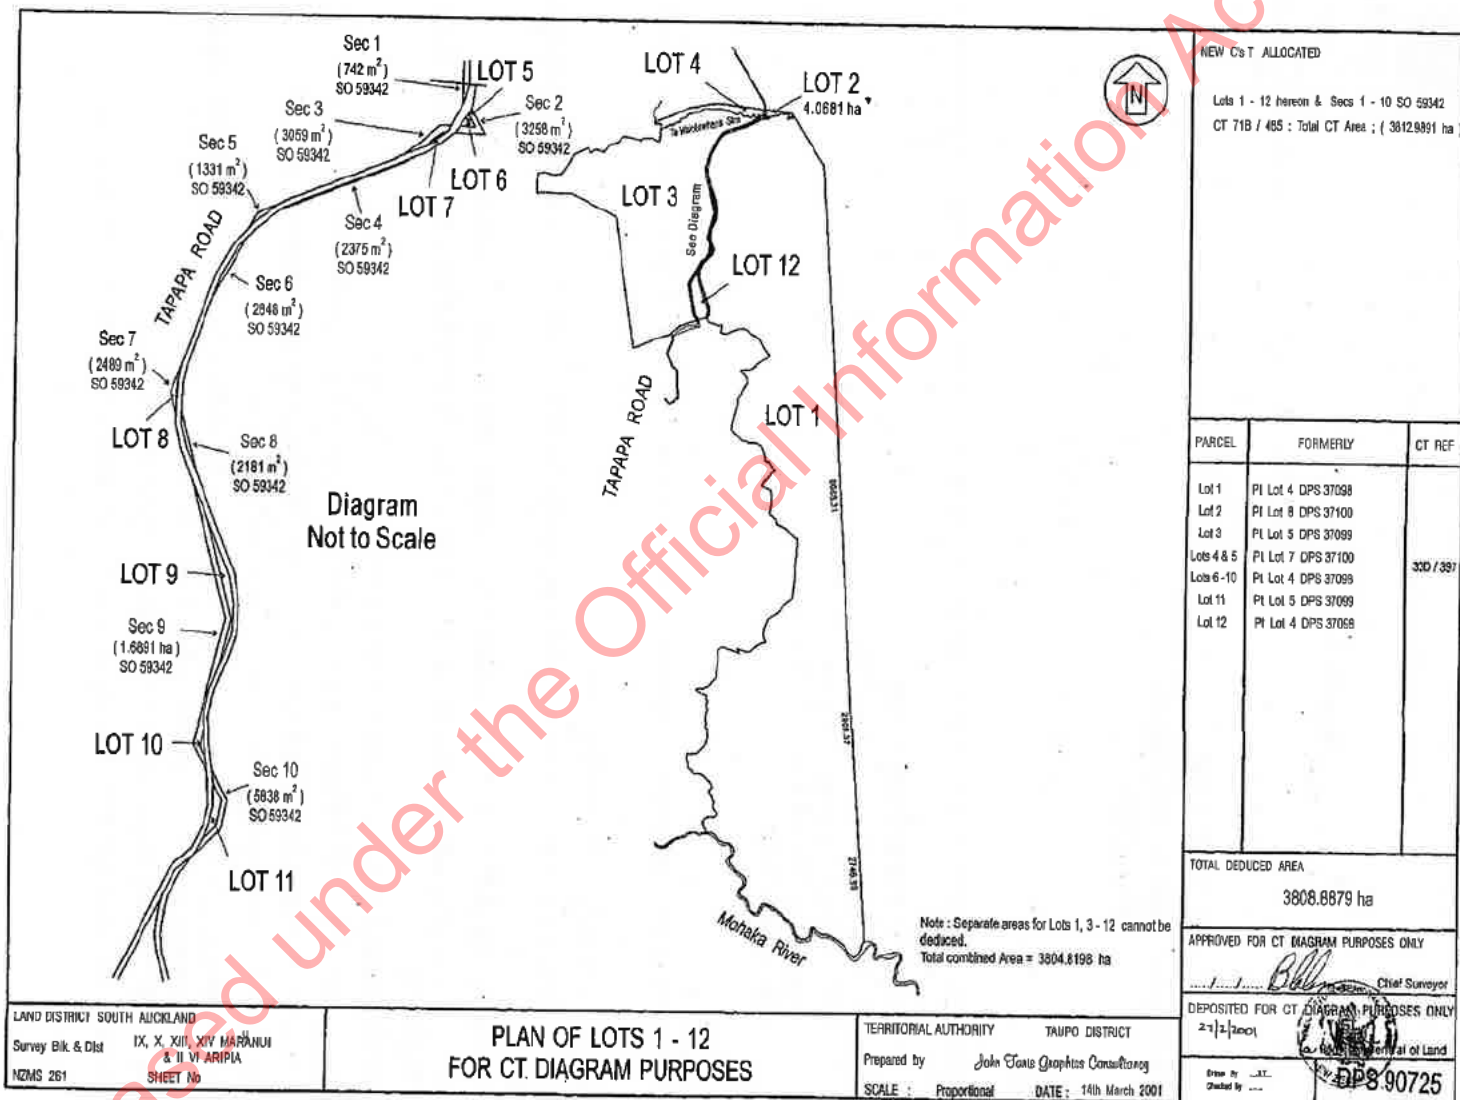 Sec 1
(742 m²)
SO 59342
LOT 5
Sec 3
(3059 m²)
SO 59342
Sec 2
(3258 m²)
SO 59342
Sec 5
(1331 m²)
SO 59342
LOT 6
LOT 7
Sec 4
(2375 m²)
SO 59342
TAPAPA ROAD
Sec 6
(2848 m²)
SO 59342
Sec 7
(2489 m²)
SO 59342
LOT 8
Sec 8
(2181 m²)
SO 59342
Diagram
Not to Scale
LOT 9
Sec 9
(1.6891 ha)
SO 59342
LOT 10
Sec 10
(5838 m²)
SO 59342
LOT 11
LOT 4
LOT 2
4.0681 ha
LOT 3
See Diagram
LOT 12
TAPAPA ROAD
LOT 1
Mohaka River
N
Note : Separate areas for Lots 1, 3 - 12 cannot be
deduced.
Total combined Area = 3804.8198 ha
NEW CsT ALLOCATED
Lots 1 - 12 hereon & Secs 1 - 10 SO 59342
CT 71B / 485 : Total CT Area ; ( 3812.9891 ha )
PARCEL FORMERLY CT REF
Lot 1 Pt Lot 4 DPS 37098
Lot 2 Pt Lot 8 DPS 37100
Lot 3 Pt Lot 5 DPS 37099
Lots 4 & 5 Pt Lot 7 DPS 37100
Lots 6-10 Pt Lot 4 DPS 37098
Lot 11 Pt Lot 5 DPS 37099
Lot 12 Pt Lot 4 DPS 37098
TOTAL DEDUCED AREA
3808.8879 ha
APPROVED FOR CT DIAGRAM PURPOSES ONLY
..../..../.... Chief Surveyor
DEPOSITED FOR CT DIAGRAM PURPOSES ONLY
27/2/2001
of Land
DPS 90725
LAND DISTRICT SOUTH AUCKLAND
Survey Blk. & Dist IX, X, XIII, XIV MARANUI
& II VI ARIPIA
NZMS 261 SHEET No
PLAN OF LOTS 1 - 12
FOR CT. DIAGRAM PURPOSES
TERRITORIAL AUTHORITY TAUPO DISTRICT
Prepared by John Graphics Consultancy
SCALE : Proportional DATE : 14th March 2001
ased under the Official Information Ac